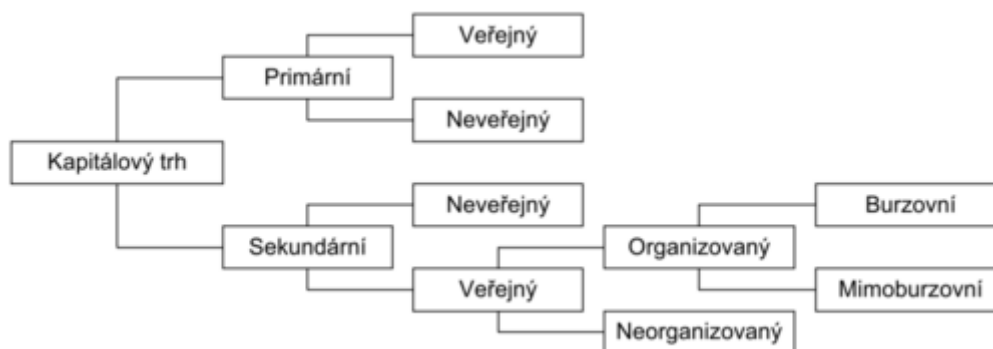 Veřejný
Primární
Neveřejný
Kapitálový trh
Neveřejný
Burzovní
Sekundární
Organizovaný
Veřejný
Mimoburzovní
Neorganizovaný